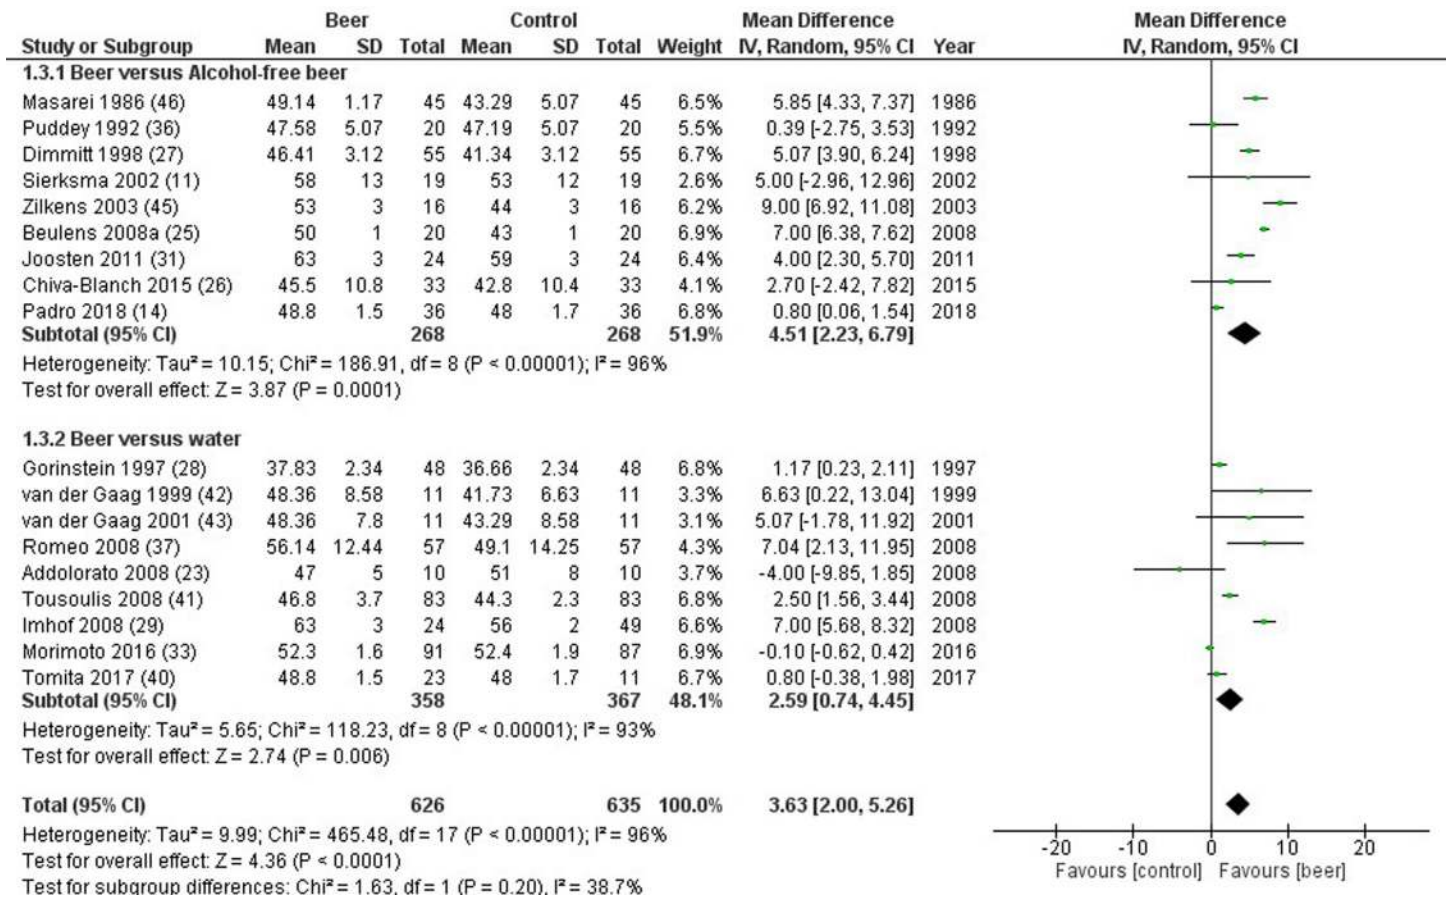 Beer Control Mean Difference Mean Difference
Study or Subgroup Mean SD Total Mean SD Total Weight IV, Random, 95% CI Year IV, Random, 95% CI
1.3.1 Beer versus Alcohol-free beer
Masarei 1986 (46) 49.14 1.17 45 43.29 5.07 45 6.5% 5.85 [4.33, 7.37] 1986
Puddey 1992 (36) 47.58 5.07 20 47.19 5.07 20 5.5% 0.39 [-2.75, 3.53] 1992
Dimmitt 1998 (27) 46.41 3.12 55 41.34 3.12 55 6.7% 5.07 [3.90, 6.24] 1998
Sierksma 2002 (11) 58 13 19 53 12 19 2.6% 5.00 [-2.96, 12.96] 2002
Zilkens 2003 (45) 53 3 16 44 3 16 6.2% 9.00 [6.92, 11.08] 2003
Beulens 2008a (25) 50 1 20 43 1 20 6.9% 7.00 [6.38, 7.62] 2008
Joosten 2011 (31) 63 3 24 59 3 24 6.4% 4.00 [2.30, 5.70] 2011
Chiva-Blanch 2015 (26) 45.5 10.8 33 42.8 10.4 33 4.1% 2.70 [-2.42, 7.82] 2015
Padro 2018 (14) 48.8 1.5 36 48 1.7 36 6.8% 0.80 [0.06, 1.54] 2018
Subtotal (95% CI) 268 268 51.9% 4.51 [2.23, 6.79]
Heterogeneity: Tau² = 10.15; Chi² = 186.91, df = 8 (P < 0.00001); I² = 96%
Test for overall effect: Z = 3.87 (P = 0.0001)
1.3.2 Beer versus water
Gorinstein 1997 (28) 37.83 2.34 48 36.66 2.34 48 6.8% 1.17 [0.23, 2.11] 1997
van der Gaag 1999 (42) 48.36 8.58 11 41.73 6.63 11 3.3% 6.63 [0.22, 13.04] 1999
van der Gaag 2001 (43) 48.36 7.8 11 43.29 8.58 11 3.1% 5.07 [-1.78, 11.92] 2001
Romeo 2008 (37) 56.14 12.44 57 49.1 14.25 57 4.3% 7.04 [2.13, 11.95] 2008
Addolorato 2008 (23) 47 5 10 51 8 10 3.7% -4.00 [-9.85, 1.85] 2008
Tousoulis 2008 (41) 46.8 3.7 83 44.3 2.3 83 6.8% 2.50 [1.56, 3.44] 2008
Imhof 2008 (29) 63 3 24 56 2 49 6.6% 7.00 [5.68, 8.32] 2008
Morimoto 2016 (33) 52.3 1.6 91 52.4 1.9 87 6.9% -0.10 [-0.62, 0.42] 2016
Tomita 2017 (40) 48.8 1.5 23 48 1.7 11 6.7% 0.80 [-0.38, 1.98] 2017
Subtotal (95% CI) 358 367 48.1% 2.59 [0.74, 4.45]
Heterogeneity: Tau² = 5.65; Chi² = 118.23, df = 8 (P < 0.00001); I² = 93%
Test for overall effect: Z = 2.74 (P = 0.006)
Total (95% CI) 626 635 100.0% 3.63 [2.00, 5.26]
Heterogeneity: Tau² = 9.99; Chi² = 465.48, df = 17 (P < 0.00001); I² = 96%
Test for overall effect: Z = 4.36 (P < 0.0001)
Test for subgroup differences: Chi² = 1.63, df = 1 (P = 0.20), I² = 38.7%
-20 -10 0 10 20
Favours [control] Favours [beer]